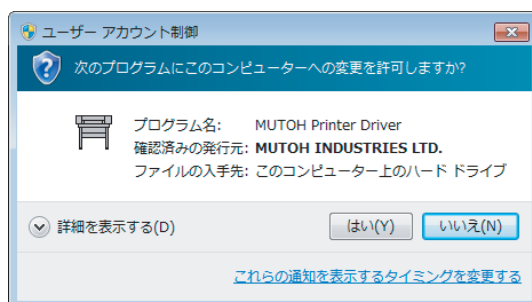 ユーザー アカウント制御
次のプログラムにこのコンピューターへの変更を許可しますか?
プログラム名: MUTOH Printer Driver
確認済みの発行元: MUTOH INDUSTRIES LTD.
ファイルの入手先: このコンピューター上のハード ドライブ
詳細を表示する(D) はい(Y) いいえ(N)
これらの通知を表示するタイミングを変更する